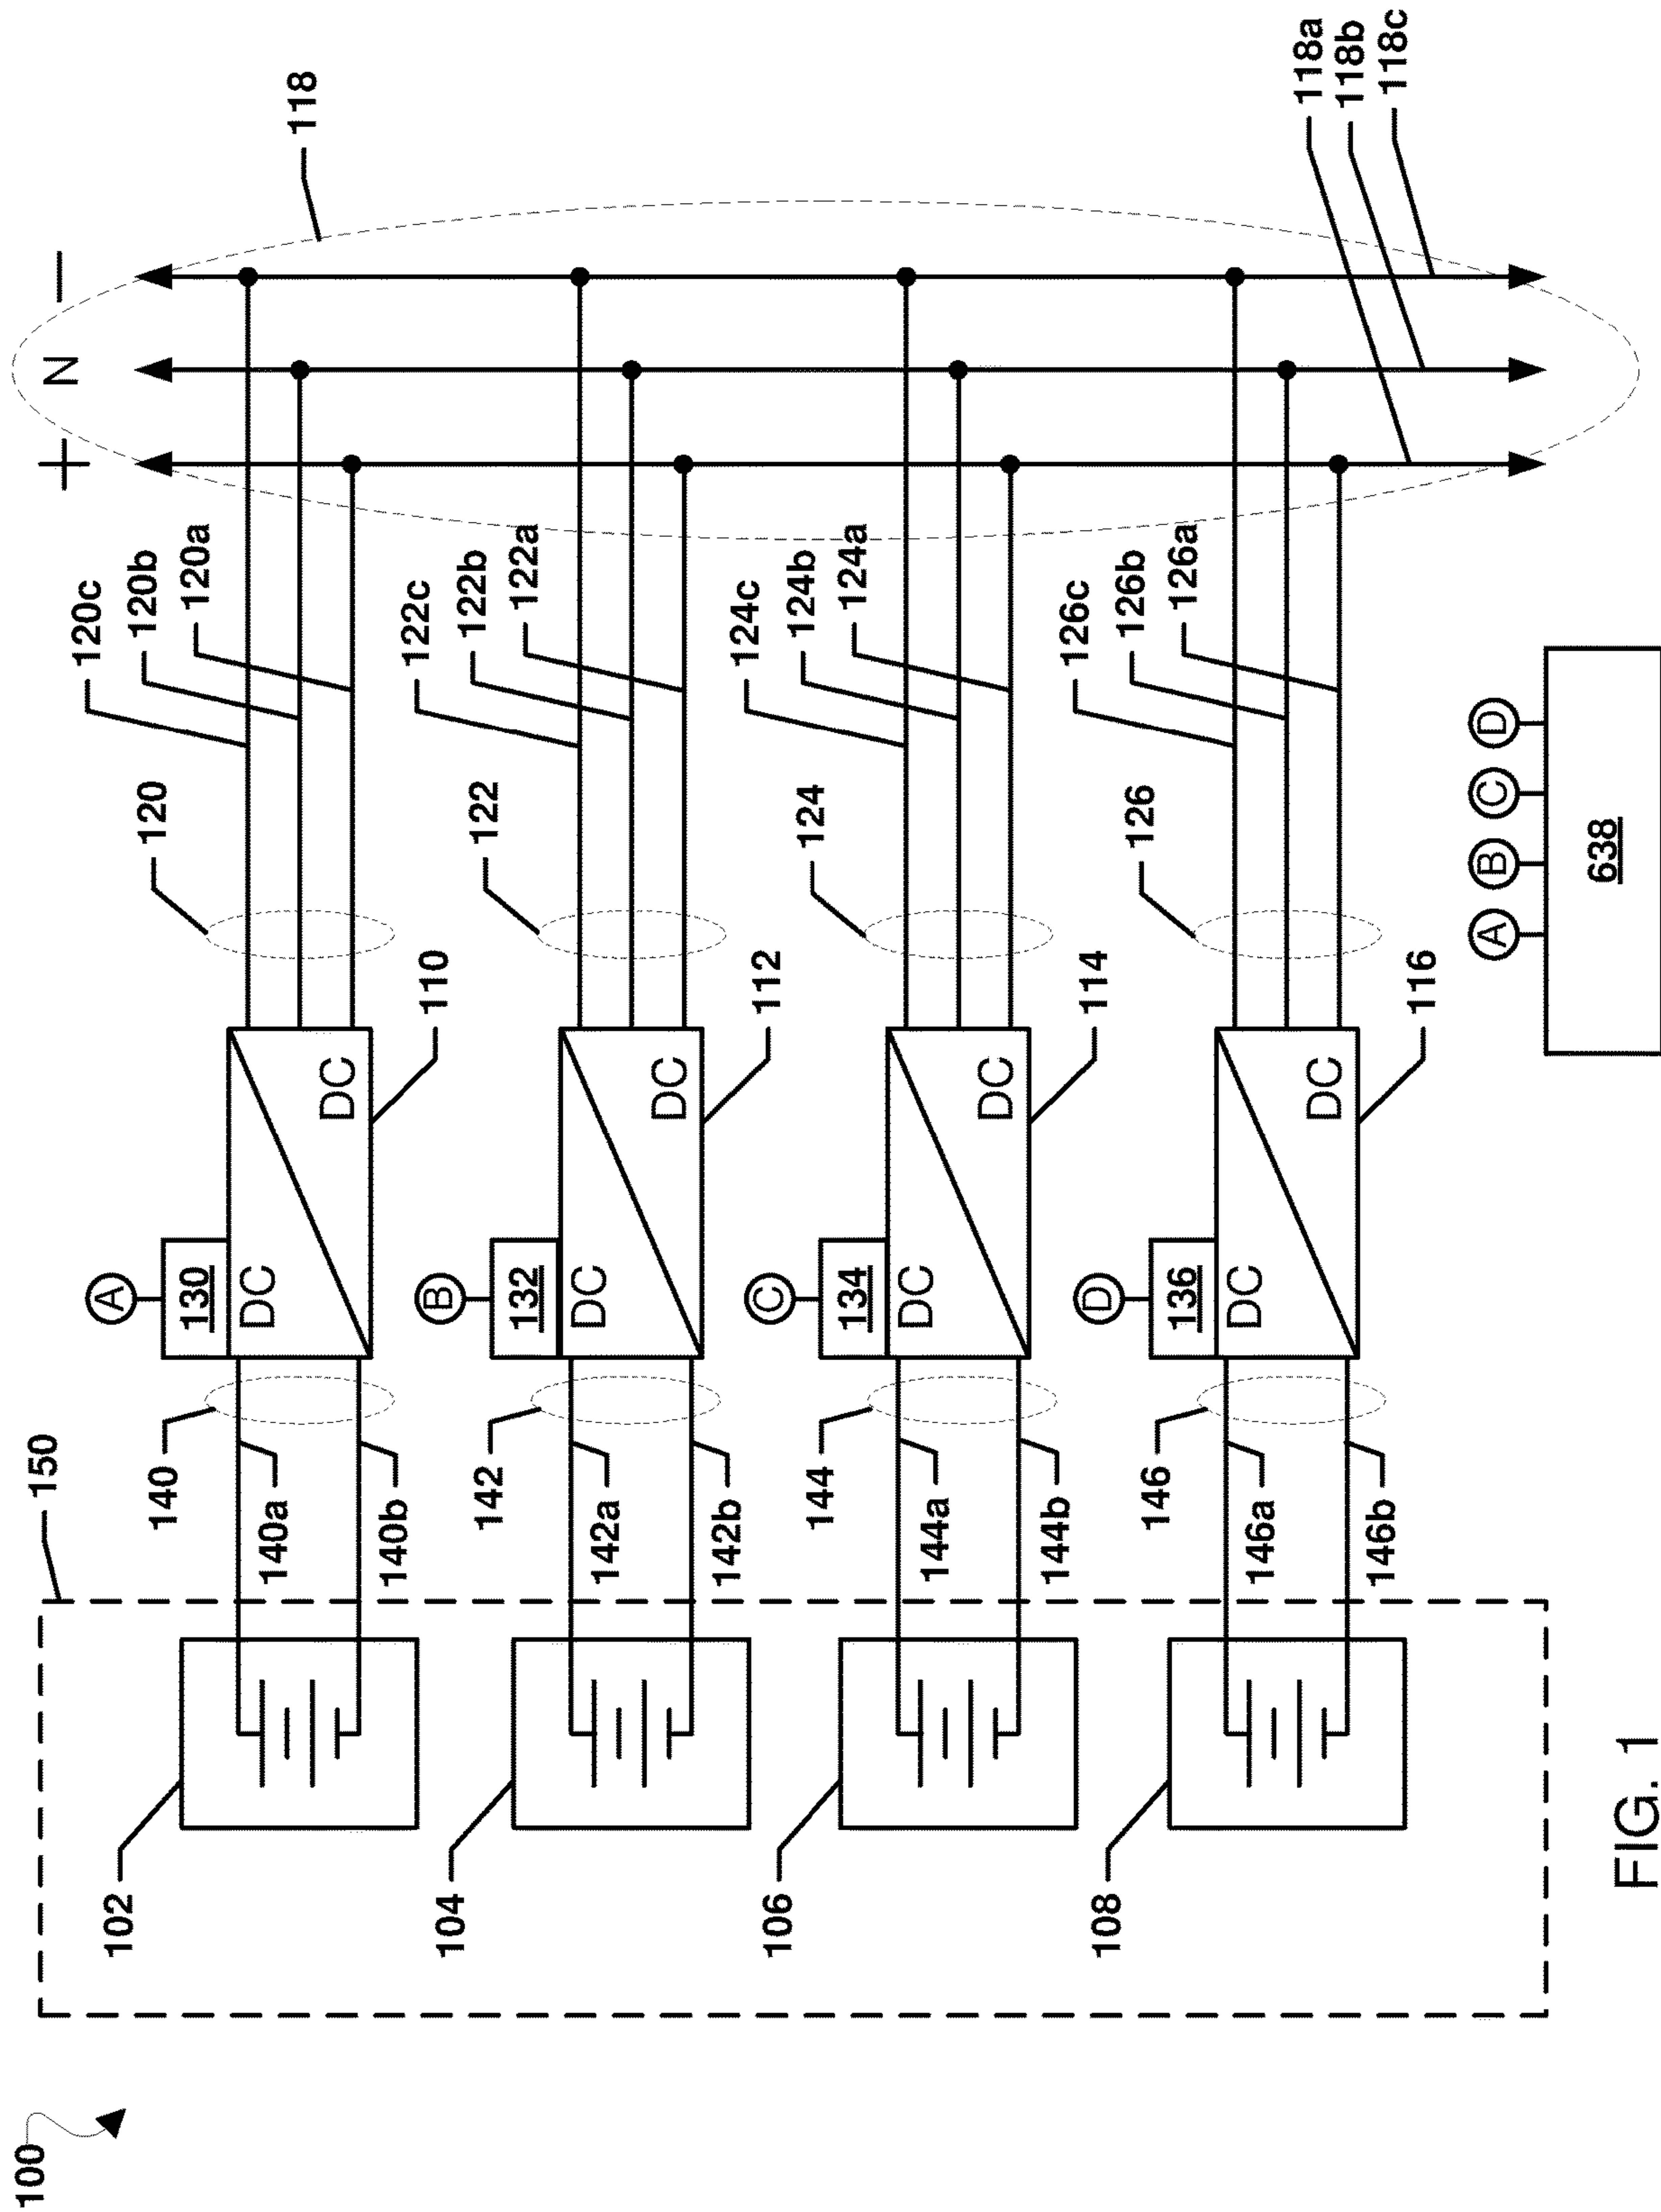 100
150
102
140
140a
140b
A
130
DC
DC
110
120
120c
120b
120a
104
142
142a
142b
B
132
DC
DC
112
122
122c
122b
122a
106
144
144a
144b
C
134
DC
DC
114
124
124c
124b
124a
108
146
146a
146b
D
136
DC
DC
116
126
126c
126b
126a
+ N −
118
118a
118b
118c
A B C D
638
FIG. 1